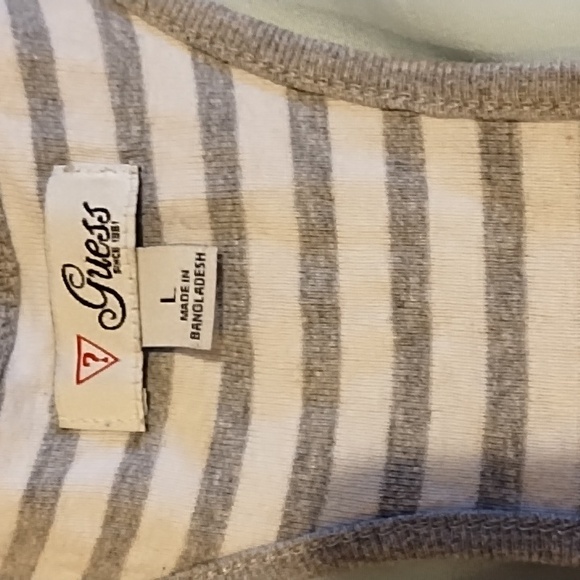 ?
Guess
SINCE 1981
L
MADE IN
BANGLADESH